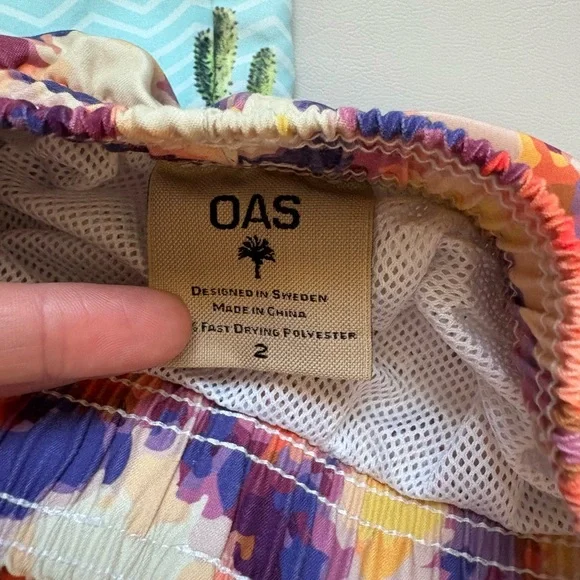 OAS
DESIGNED IN SWEDEN
MADE IN CHINA
FAST DRYING POLYESTER
2